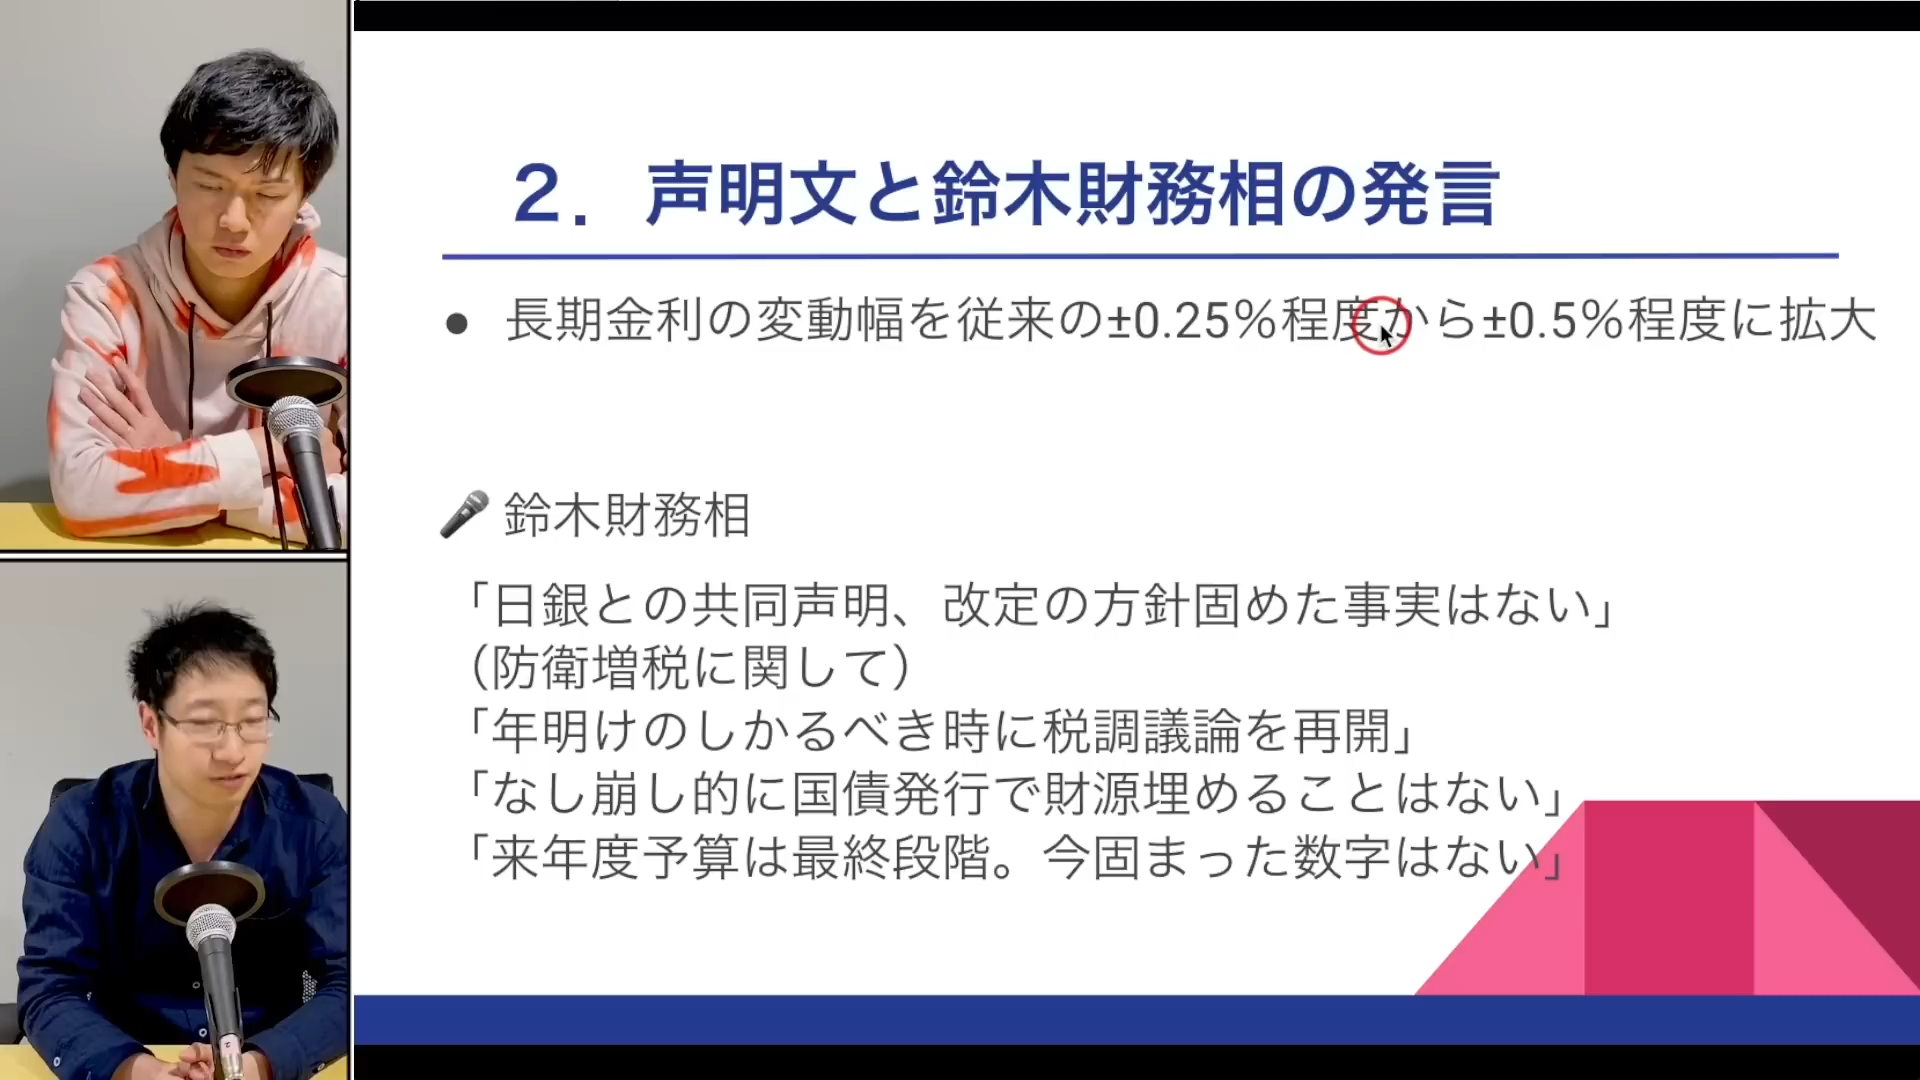 ２．声明文と鈴木財務相の発言
● 長期金利の変動幅を従来の±0.25%程度から±0.5%程度に拡大
鈴木財務相
「日銀との共同声明、改定の方針固めた事実はない」
（防衛増税に関して）
「年明けのしかるべき時に税調議論を再開」
「なし崩し的に国債発行で財源埋めることはない」
「来年度予算は最終段階。今固まった数字はない」